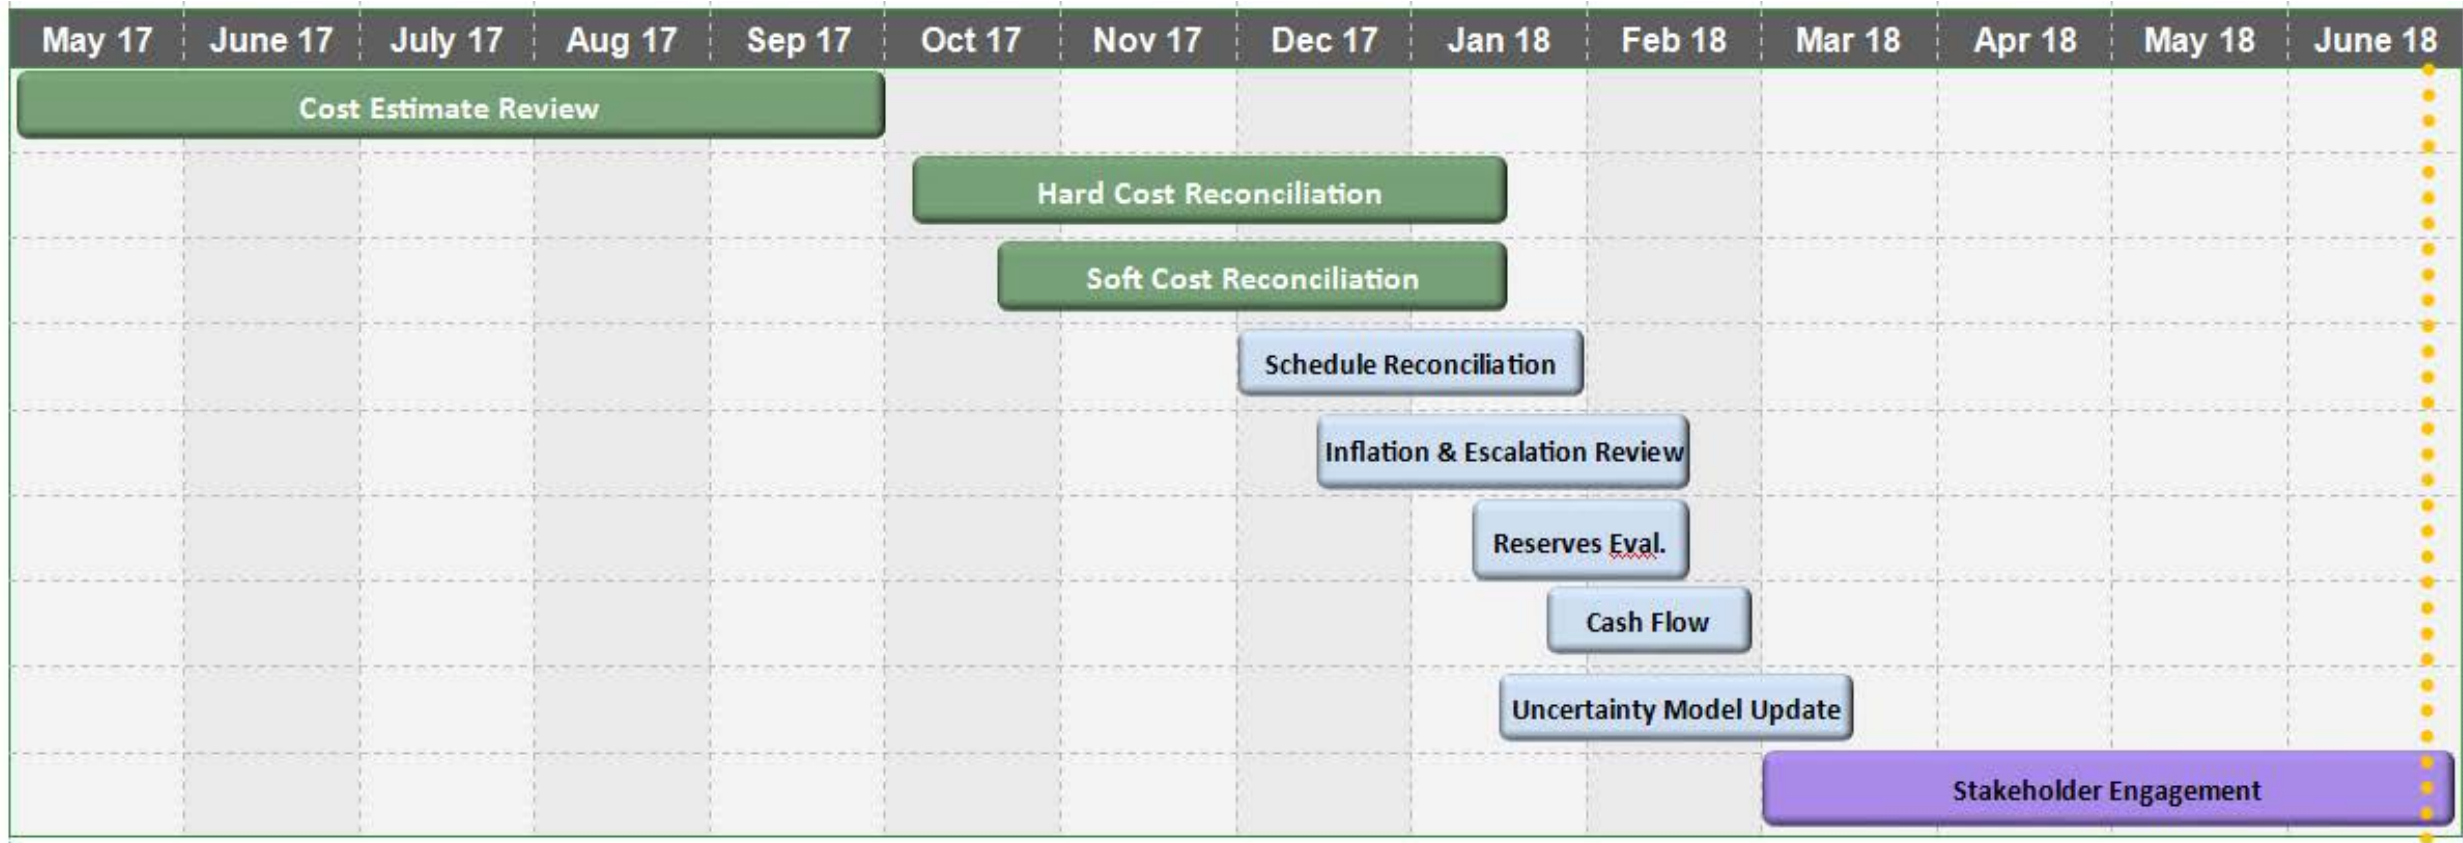 May 17 June 17 July 17 Aug 17 Sep 17 Oct 17 Nov 17 Dec 17 Jan 18 Feb 18 Mar 18 Apr 18 May 18 June 18
Cost Estimate Review
Hard Cost Reconciliation
Soft Cost Reconciliation
Schedule Reconciliation
Inflation & Escalation Review
Reserves Eval.
Cash Flow
Uncertainty Model Update
Stakeholder Engagement